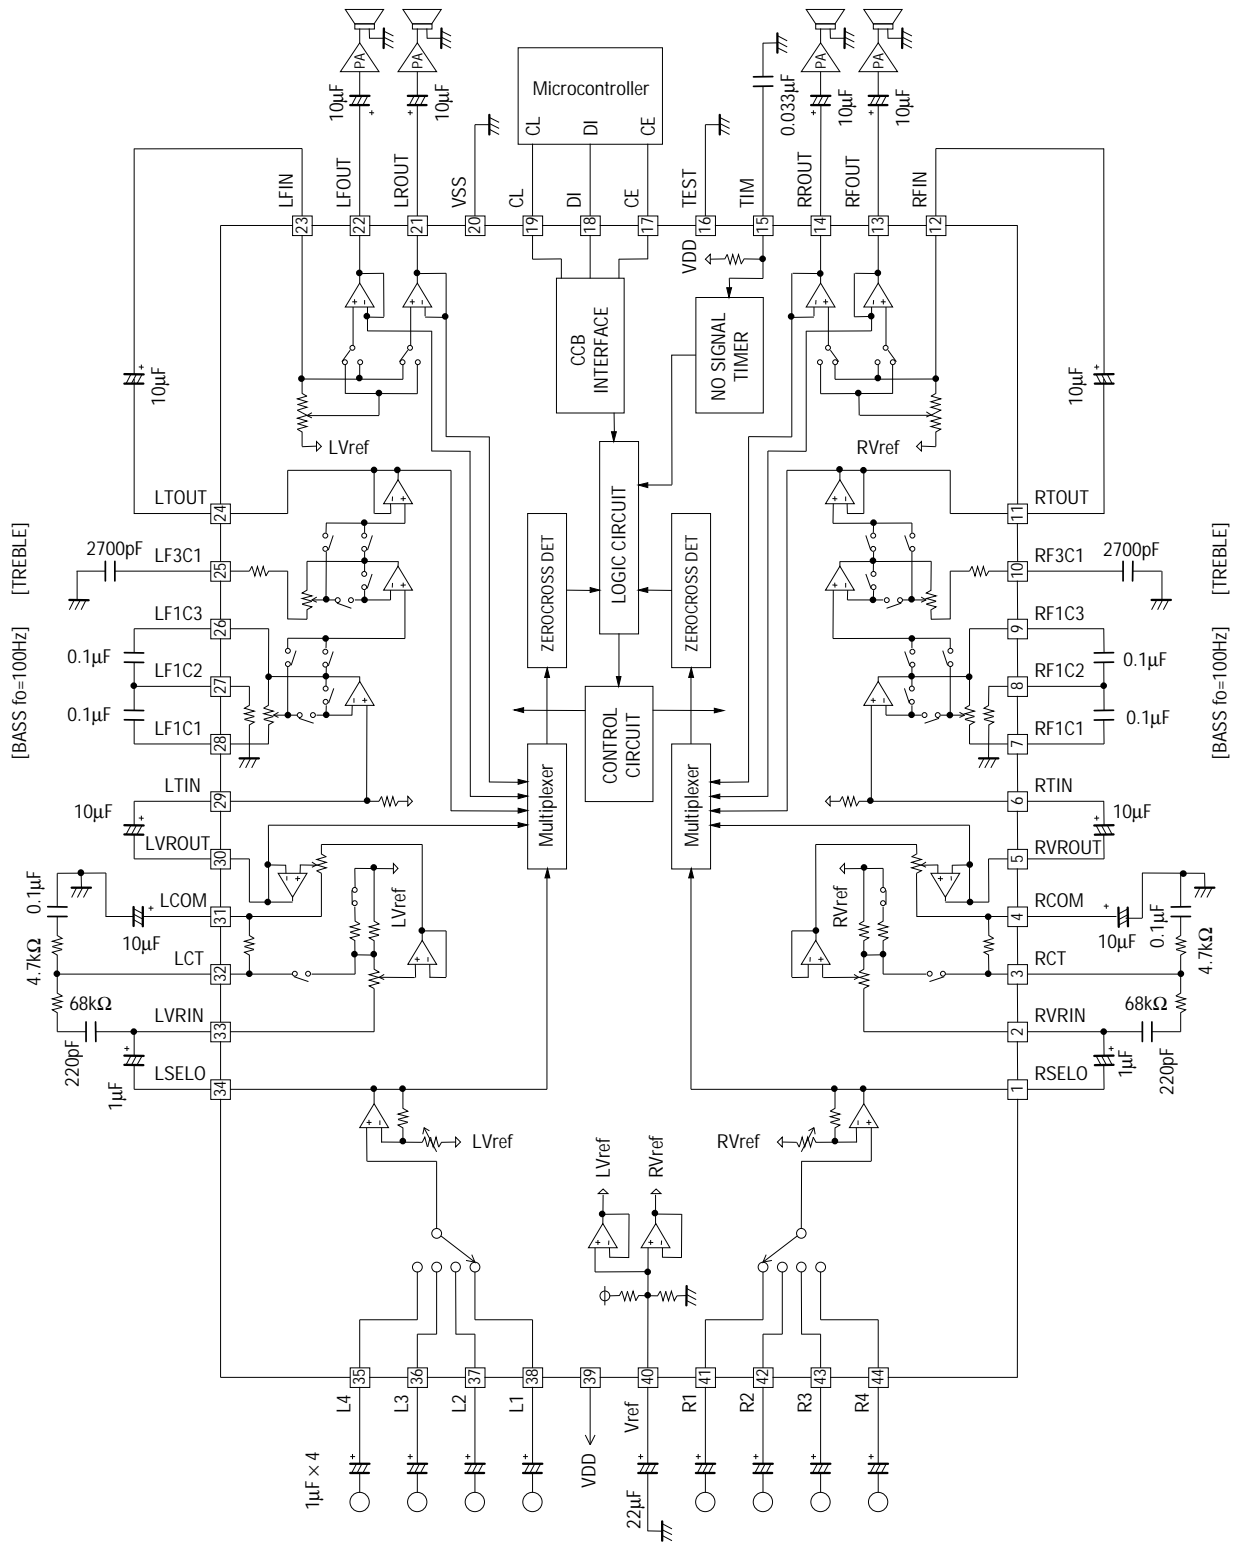 PA
PA
PA
PA
10µF
10µF
Microcontroller
CL
DI
CE
0.033µF
10µF
10µF
LFIN
LFOUT
LROUT
VSS
CL
DI
CE
TEST
TIM
RROUT
RFOUT
RFIN
23
22
21
20
19
18
17
16
15
14
13
12
VDD
CCB
INTERFACE
NO SIGNAL
TIMER
10µF
10µF
LVref
RVref
LTOUT
24
11
RTOUT
[TREBLE]
2700pF
LF3C1
25
ZEROCROSS DET
LOGIC CIRCUIT
ZEROCROSS DET
10
RF3C1
2700pF
[TREBLE]
[BASS fo=100Hz]
LF1C3
26
9
RF1C3
[BASS fo=100Hz]
0.1µF
0.1µF
LF1C2
27
8
RF1C2
0.1µF
0.1µF
LF1C1
28
7
RF1C1
CONTROL
CIRCUIT
Multiplexer
Multiplexer
LTIN
29
6
RTIN
10µF
10µF
LVROUT
30
5
RVROUT
0.1µF
LCOM
31
LVref
RVref
4
RCOM
0.1µF
10µF
10µF
4.7kΩ
LCT
32
3
RCT
4.7kΩ
68kΩ
LVRIN
33
2
RVRIN
68kΩ
220pF
1µF
LSELO
34
1
RSELO
1µF
220pF
LVref
RVref
LVref
RVref
35
36
37
38
39
40
41
42
43
44
L4
L3
L2
L1
VDD
Vref
R1
R2
R3
R4
1µF × 4
22µF